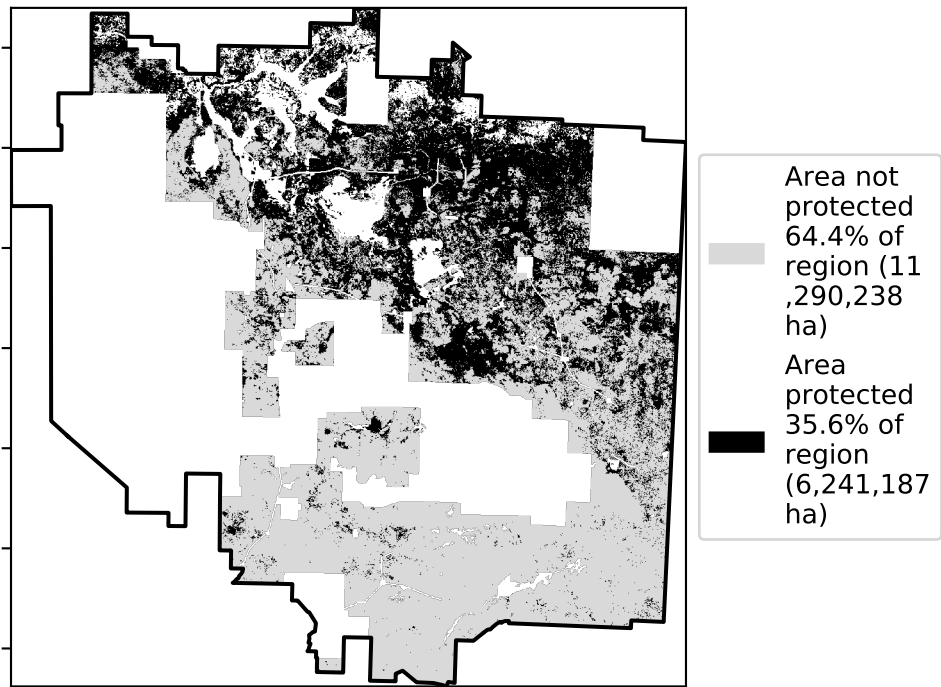 Area not
protected
64.4% of
region (11
,290,238
ha)
Area
protected
35.6% of
region
(6,241,187
ha)